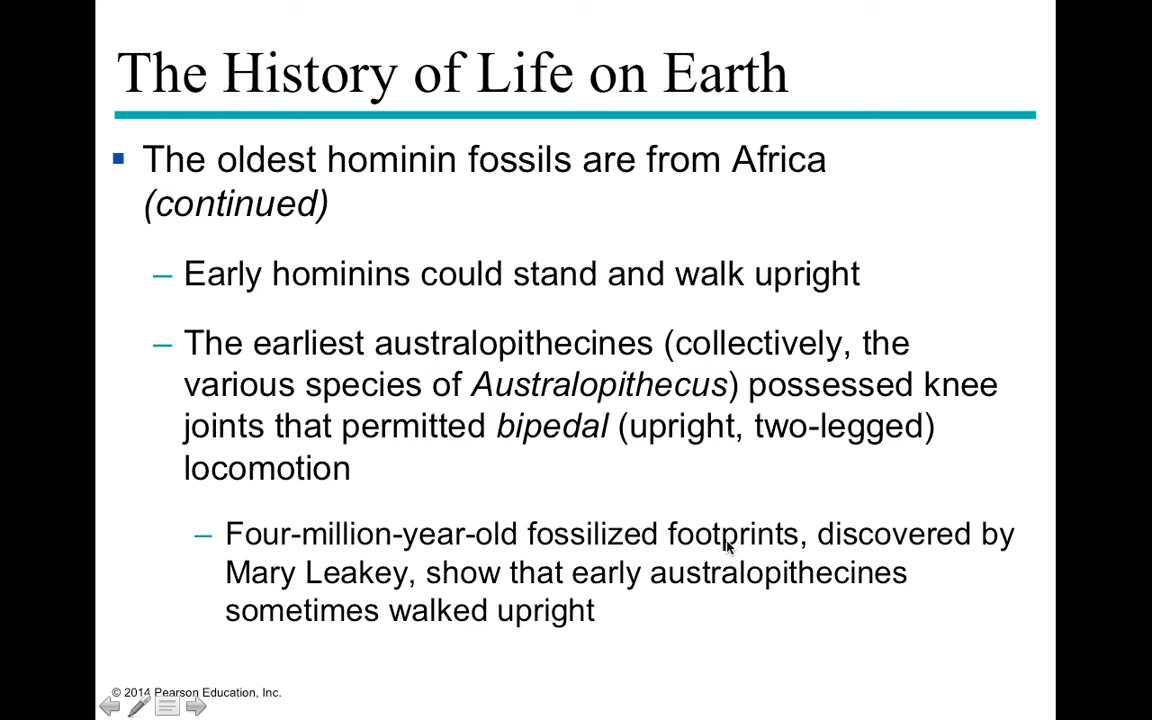 The History of Life on Earth
The oldest hominin fossils are from Africa
(continued)
– Early hominins could stand and walk upright
– The earliest australopithecines (collectively, the
various species of Australopithecus) possessed knee
joints that permitted bipedal (upright, two-legged)
locomotion
– Four-million-year-old fossilized footprints, discovered by
Mary Leakey, show that early australopithecines
sometimes walked upright
© 2014 Pearson Education, Inc.